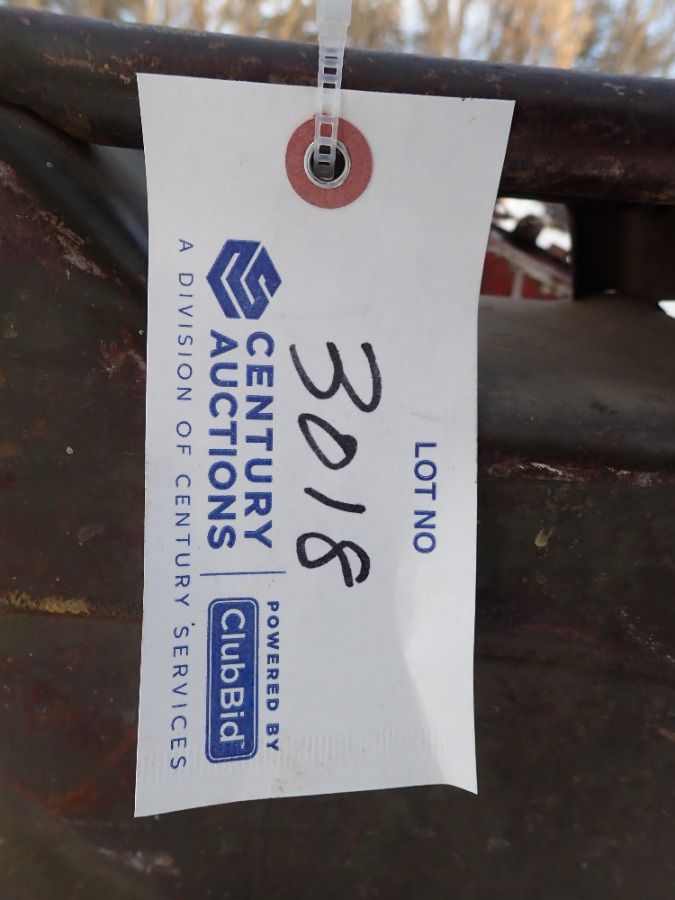 LOT NO
3018
CENTURY
AUCTIONS
POWERED BY
ClubBid
A DIVISION OF CENTURY SERVICES